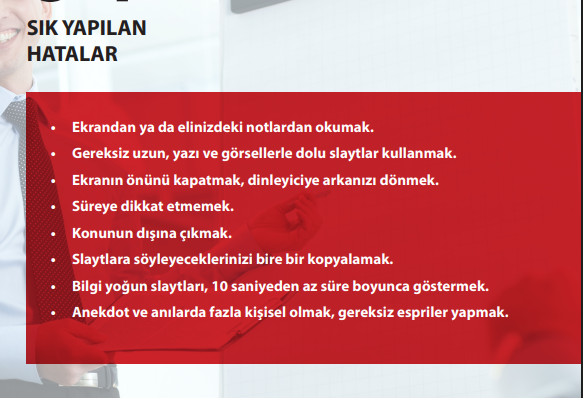 SIK YAPILAN
HATALAR
• Ekrandan ya da elinizdeki notlardan okumak.
• Gereksiz uzun, yazı ve görsellerle dolu slaytlar kullanmak.
• Ekranın önünü kapatmak, dinleyiciye arkanızı dönmek.
• Süreye dikkat etmemek.
• Konunun dışına çıkmak.
• Slaytlara söyleyeceklerinizi bire bir kopyalamak.
• Bilgi yoğun slaytları, 10 saniyeden az süre boyunca göstermek.
• Anekdot ve anılarda fazla kişisel olmak, gereksiz espriler yapmak.